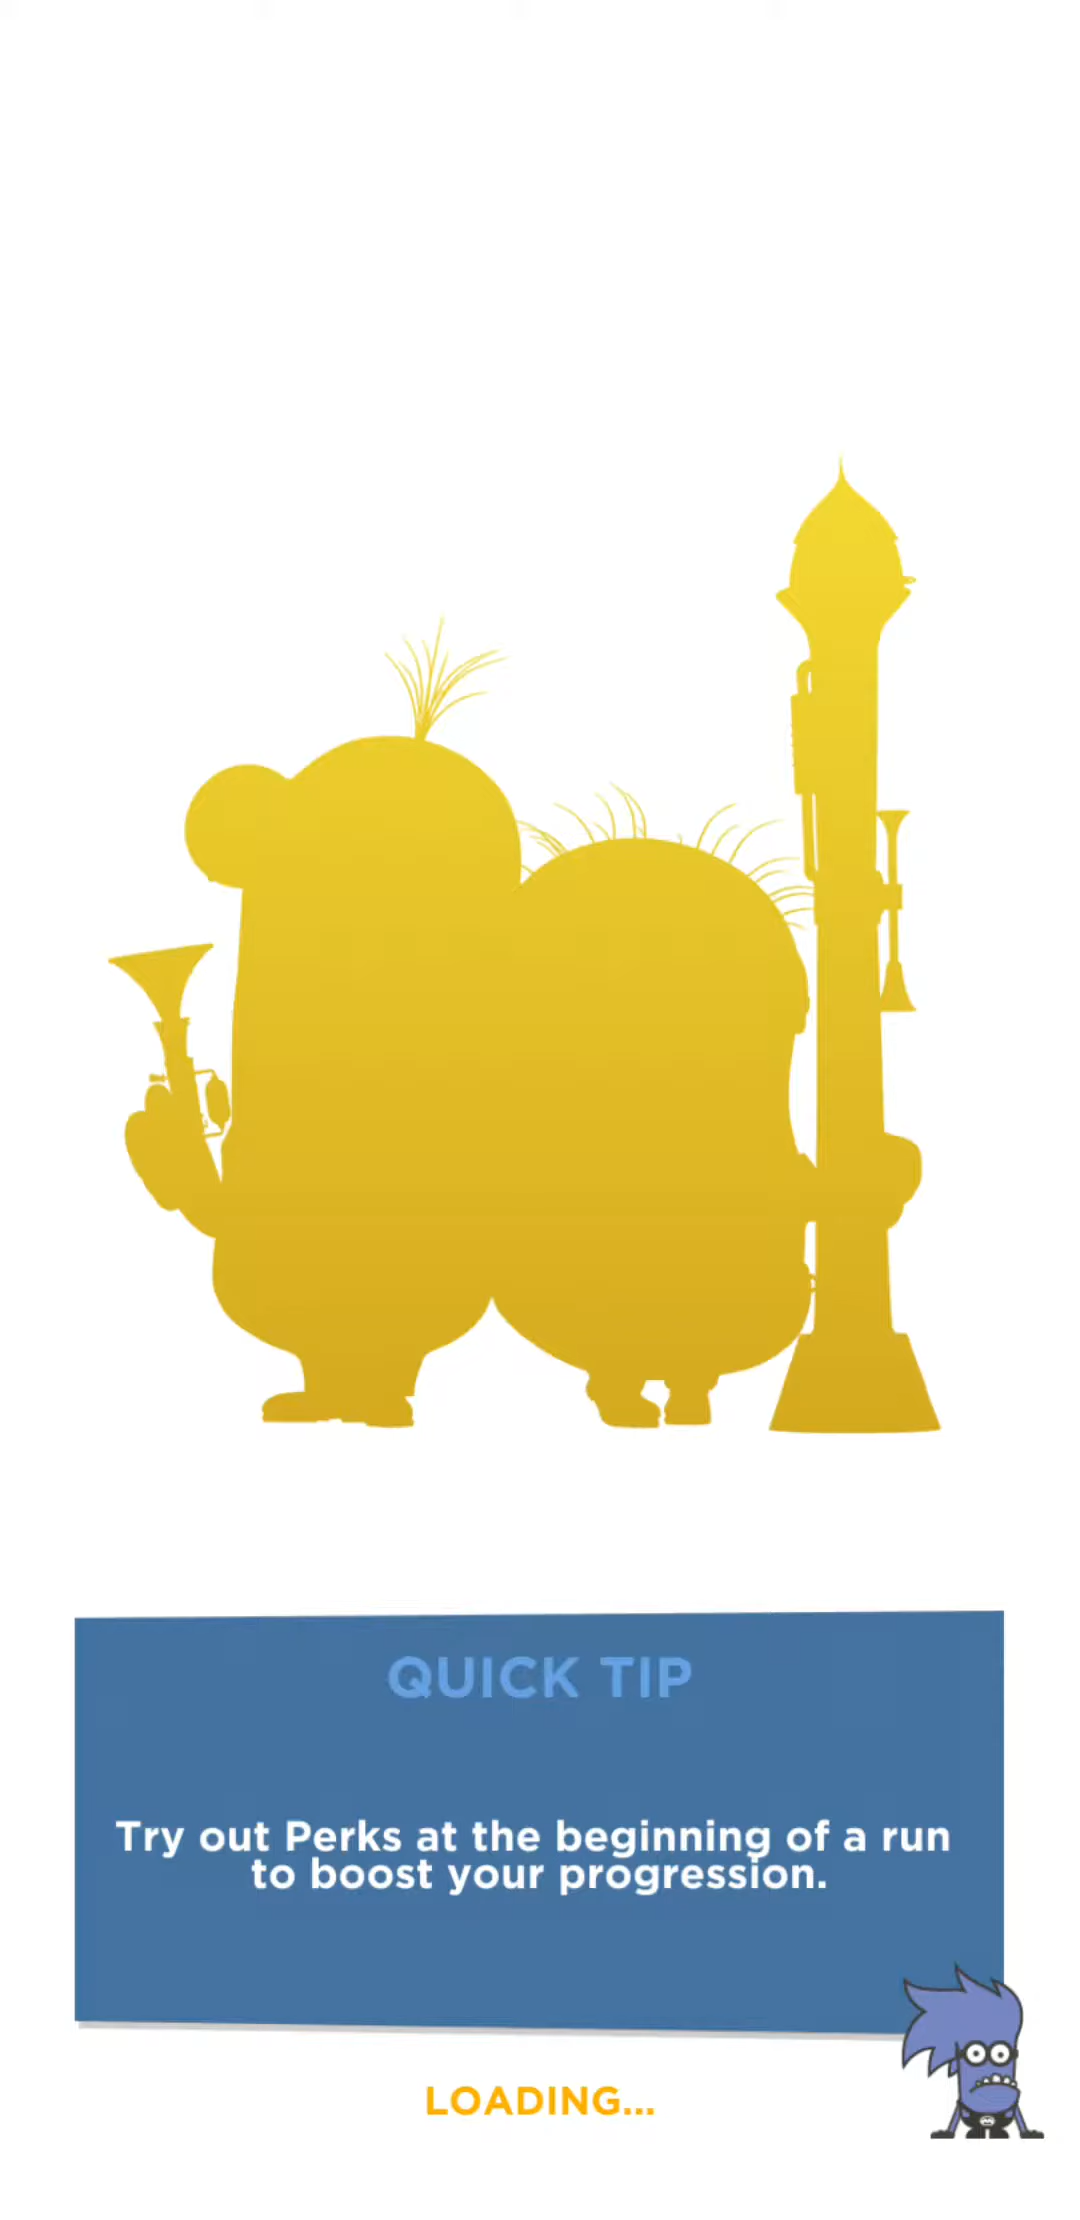 QUICK TIP
Try out Perks at the beginning of a run
to boost your progression.
LOADING...